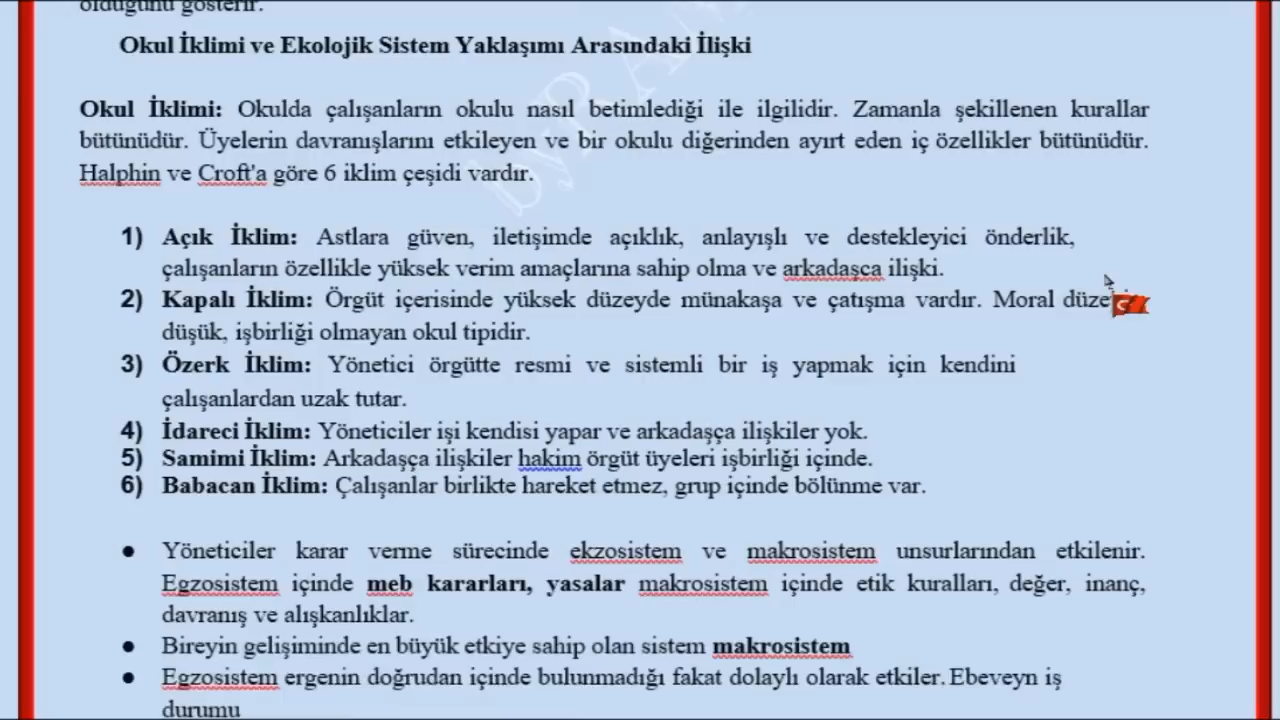 olduğunu gösterir.
Okul İklimi ve Ekolojik Sistem Yaklaşımı Arasındaki İlişki
Okul İklimi: Okulda çalışanların okulu nasıl betimlediği ile ilgilidir. Zamanla şekillenen kurallar
bütünüdür. Üyelerin davranışlarını etkileyen ve bir okulu diğerinden ayırt eden iç özellikler bütünüdür.
Halphin ve Croft'a göre 6 iklim çeşidi vardır.
1) Açık İklim: Astlara güven, iletişimde açıklık, anlayışlı ve destekleyici önderlik,
çalışanların özellikle yüksek verim amaçlarına sahip olma ve arkadaşça ilişki.
2) Kapalı İklim: Örgüt içerisinde yüksek düzeyde münakaşa ve çatışma vardır. Moral
düşük, işbirliği olmayan okul tipidir.
3) Özerk İklim: Yönetici örgütte resmi ve sistemli bir iş yapmak için kendini
çalışanlardan uzak tutar.
4) İdareci İklim: Yöneticiler işi kendisi yapar ve arkadaşça ilişkiler yok.
5) Samimi İklim: Arkadaşça ilişkiler hakim örgüt üyeleri işbirliği içinde.
6) Babacan İklim: Çalışanlar birlikte hareket etmez, grup içinde bölünme var.
● Yöneticiler karar verme sürecinde ekzosistem ve makrosistem unsurlarından etkilenir.
Egzosistem içinde meb kararları, yasalar makrosistem içinde etik kuralları, değer, inanç,
davranış ve alışkanlıklar.
● Bireyin gelişiminde en büyük etkiye sahip olan sistem makrosistem
● Egzosistem ergenin doğrudan içinde bulunmadığı fakat dolaylı olarak etkiler. Ebeveyn iş
durumu